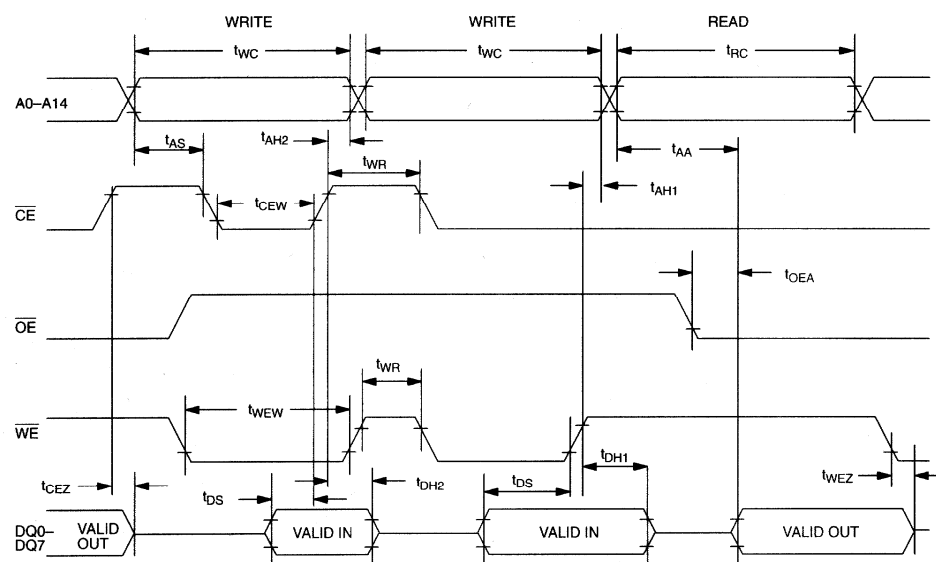 WRITE WRITE READ
tWC tWC tRC
A0–A14
tAS tAH2 tAA
tWR
tAH1
CE tCEW
tOEA
OE
tWR
tWEW
WE
tCEZ tDS tDH2 tDS tDH1 tWEZ
DQ0–
DQ7
VALID
OUT
VALID IN VALID IN VALID OUT